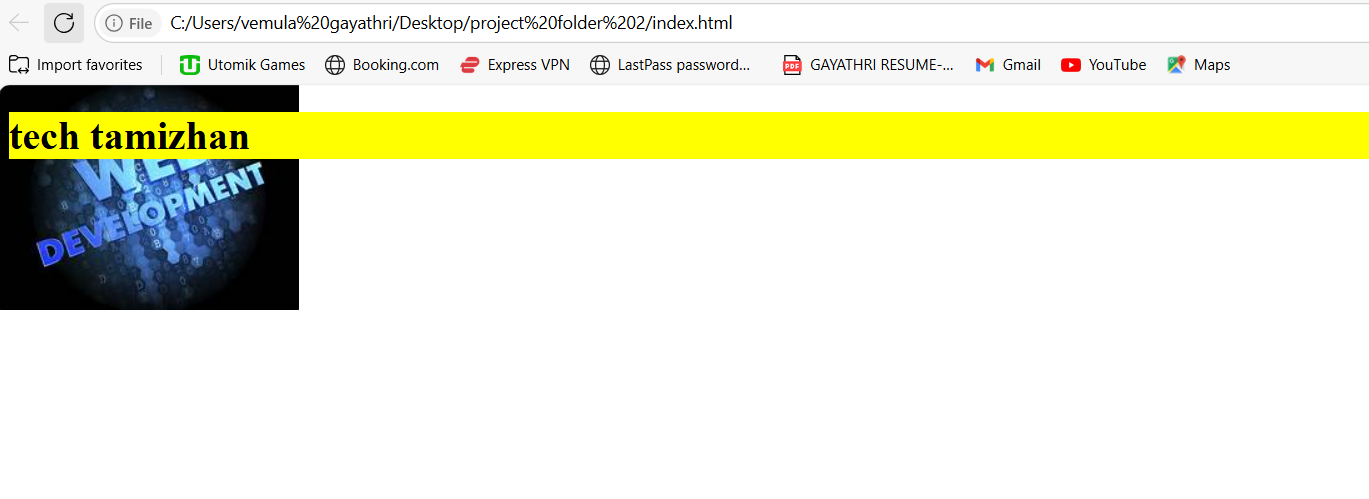 File C:/Users/vemula%20gayathri/Desktop/project%20folder%202/index.html
Import favorites Utomik Games Booking.com Express VPN LastPass password... PDF GAYATHRI RESUME-... Gmail YouTube Maps
tech tamizhan
DEVELOPMENT